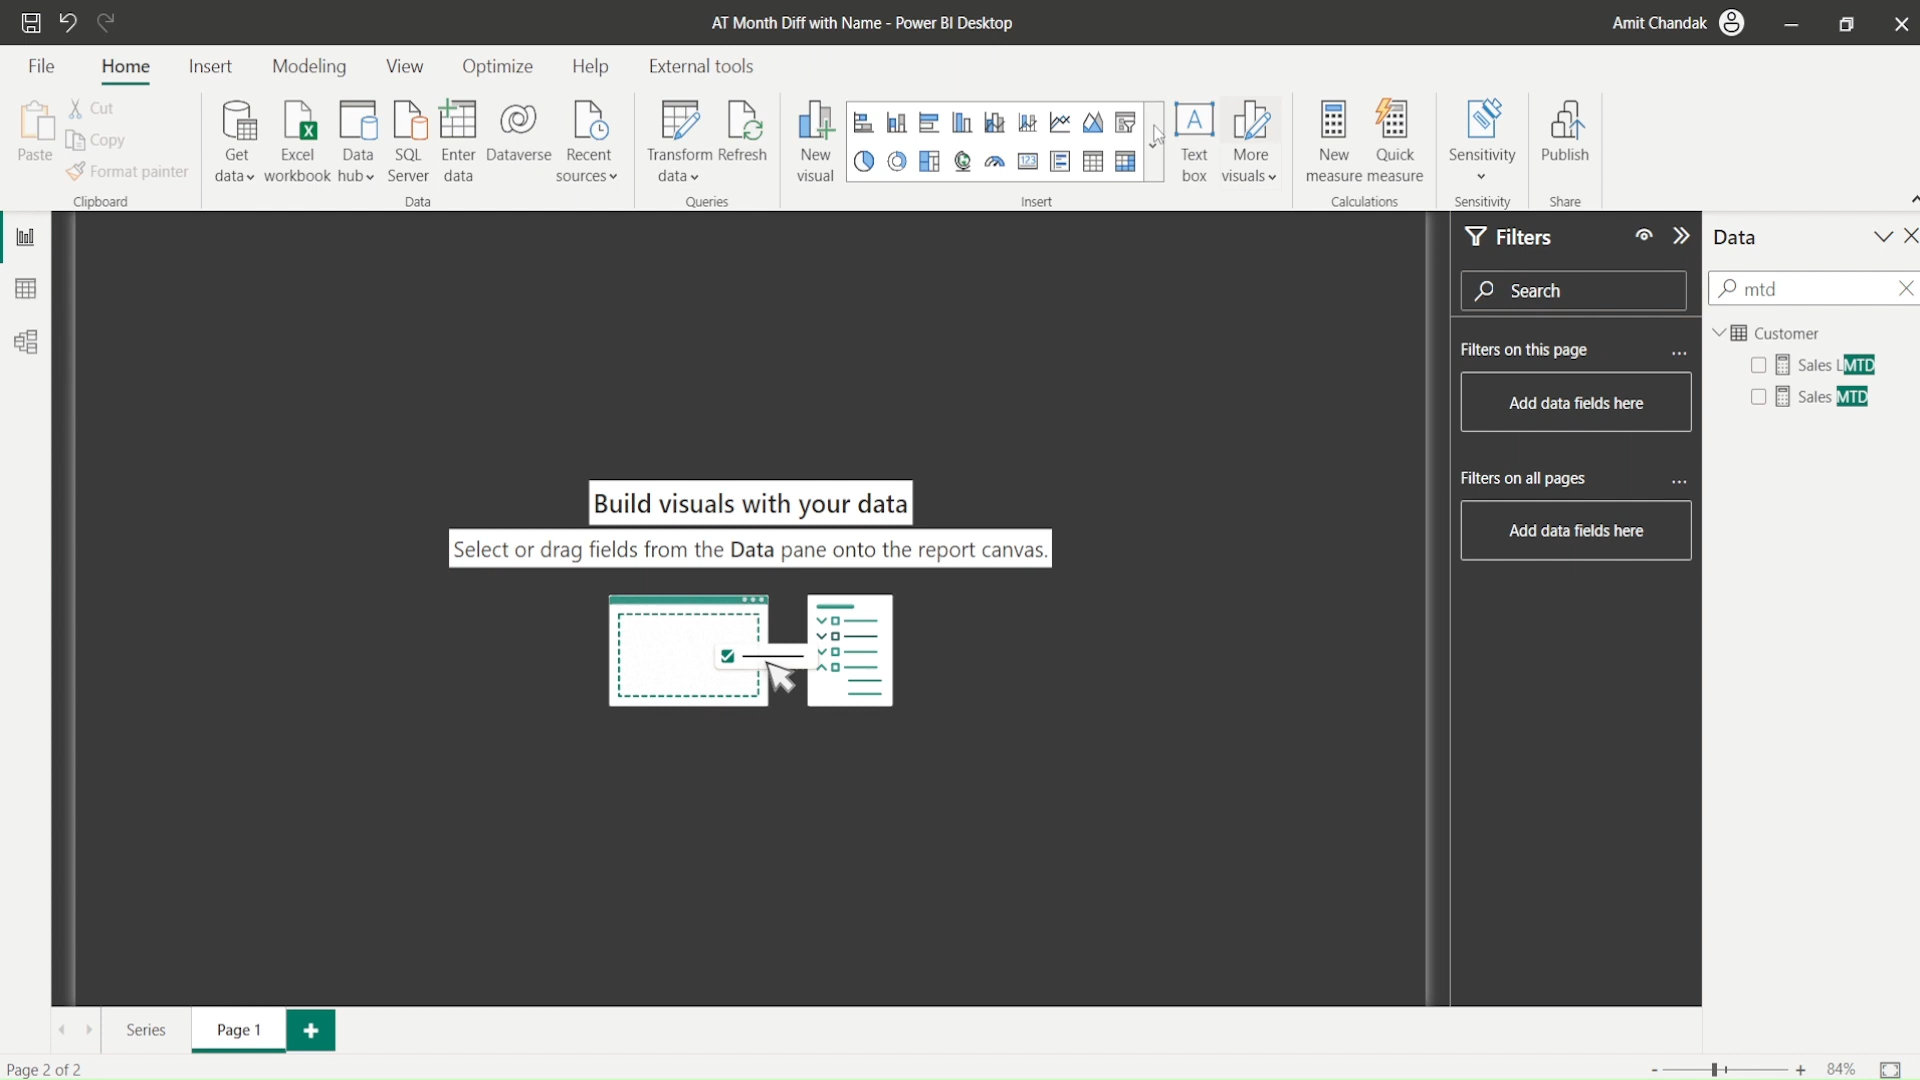 AT Month Diff with Name - Power BI Desktop
Amit Chandak
File Home Insert Modeling View Optimize Help External tools
Paste
Cut
Copy
Format painter
Clipboard
Get data
Excel workbook
Data hub
SQL Server
Enter data
Dataverse
Recent sources
Data
Transform data
Refresh
Queries
New visual
123
A
Text box
More visuals
Insert
New measure
Quick measure
Calculations
Sensitivity
Sensitivity
Publish
Share
Filters
Search
Filters on this page ...
Add data fields here
Filters on all pages ...
Add data fields here
Data
mtd
Customer
Sales LMTD
Sales MTD
Build visuals with your data
Select or drag fields from the Data pane onto the report canvas.
Series
Page 1
+
Page 2 of 2
- + 84%